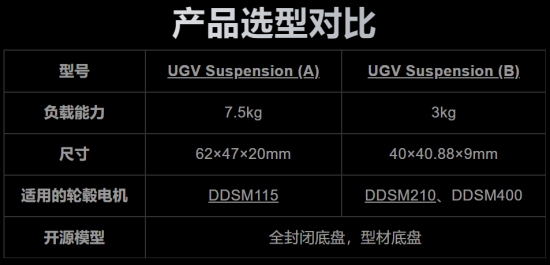 产品选型对比
型号 UGV Suspension (A) UGV Suspension (B)
负载能力 7.5kg 3kg
尺寸 62×47×20mm 40×40.88×9mm
适用的轮毂电机 DDSM115 DDSM210、DDSM400
开源模型 全封闭底盘，型材底盘